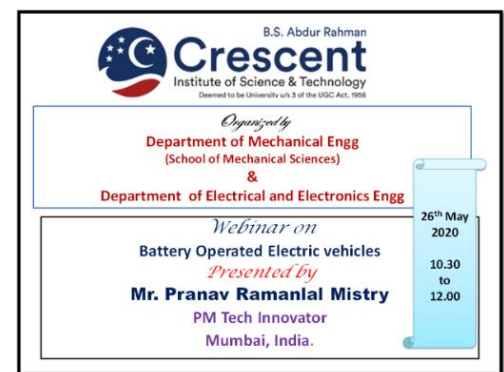 B.S. Abdur Rahman
Crescent
Institute of Science & Technology
Deemed to be University u/s 3 of the UGC Act, 1956
Organized by
Department of Mechanical Engg
(School of Mechanical Sciences)
&
Department of Electrical and Electronics Engg
Webinar on
Battery Operated Electric vehicles
Presented by
Mr. Pranav Ramanlal Mistry
PM Tech Innovator
Mumbai, India.
26th May
2020
10.30
to
12.00